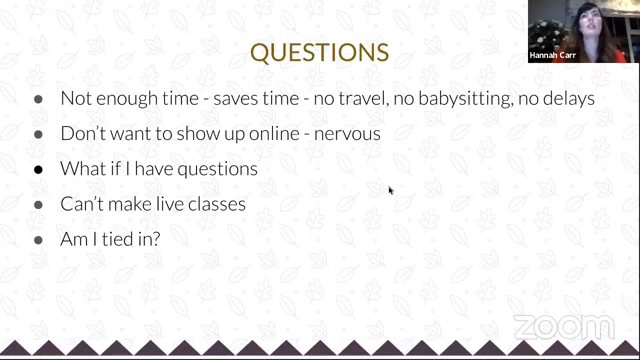 QUESTIONS
Hannah Carr
● Not enough time - saves time - no travel, no babysitting, no delays
● Don't want to show up online - nervous
● What if I have questions
● Can't make live classes
● Am I tied in?
zoom